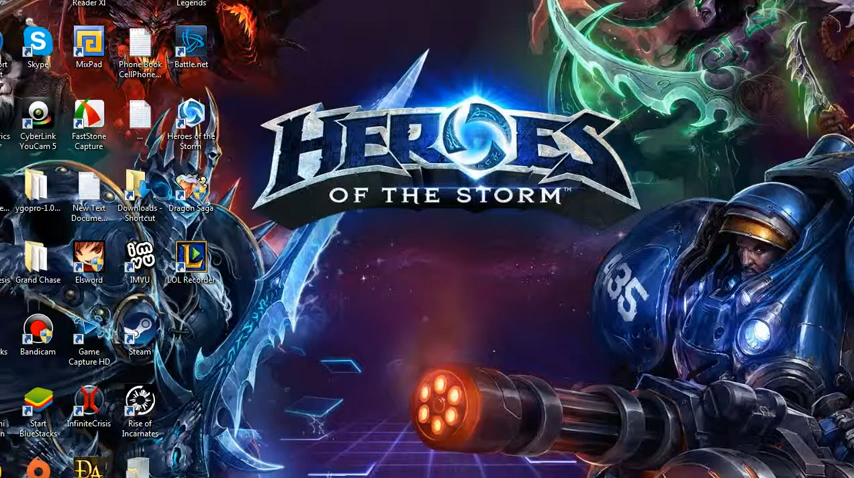 Reader XI
Legends
Skype
MixPad
Phone Book
CellPhone...
Battle.net
CyberLink
YouCam 5
FastStone
Capture
...
Heroes of the
Storm
ygopro-1.0...
New Text
Docume...
Downloads -
Shortcut
Dragon Saga
Grand Chase
Elsword
IMVU
LOL Recorder
Bandicam
Game
Capture HD
Steam
Start
BlueStacks
InfiniteCrisis
Rise of
Incarnates
HEROES
OF THE STORM™
435